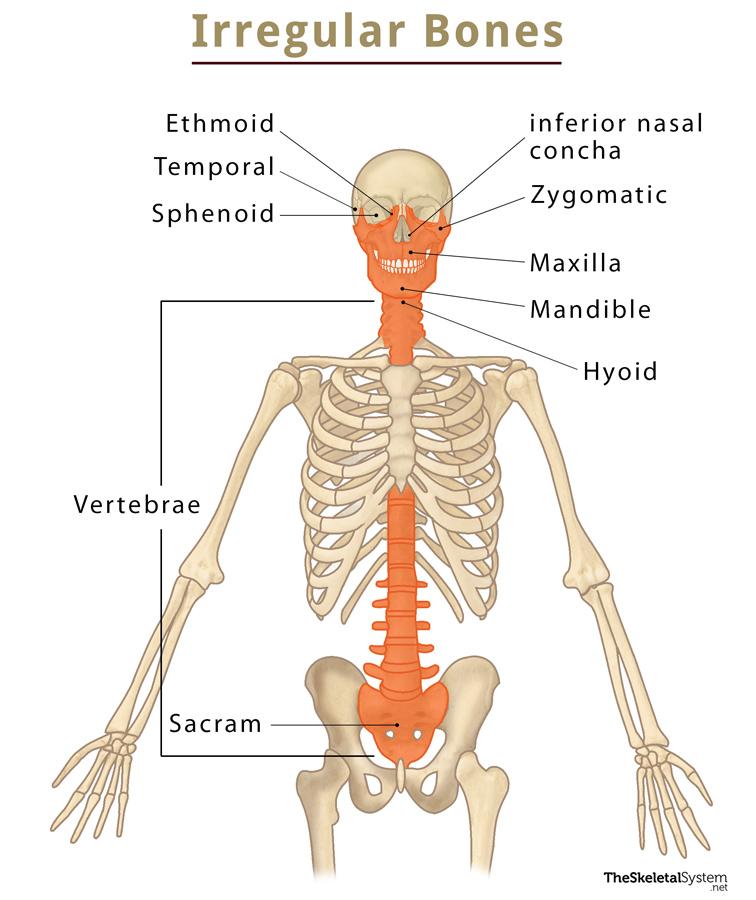 Irregular Bones
Ethmoid
Temporal
Sphenoid
inferior nasal
concha
Zygomatic
Maxilla
Mandible
Hyoid
Vertebrae
Sacram
TheSkeletalSystem
.net